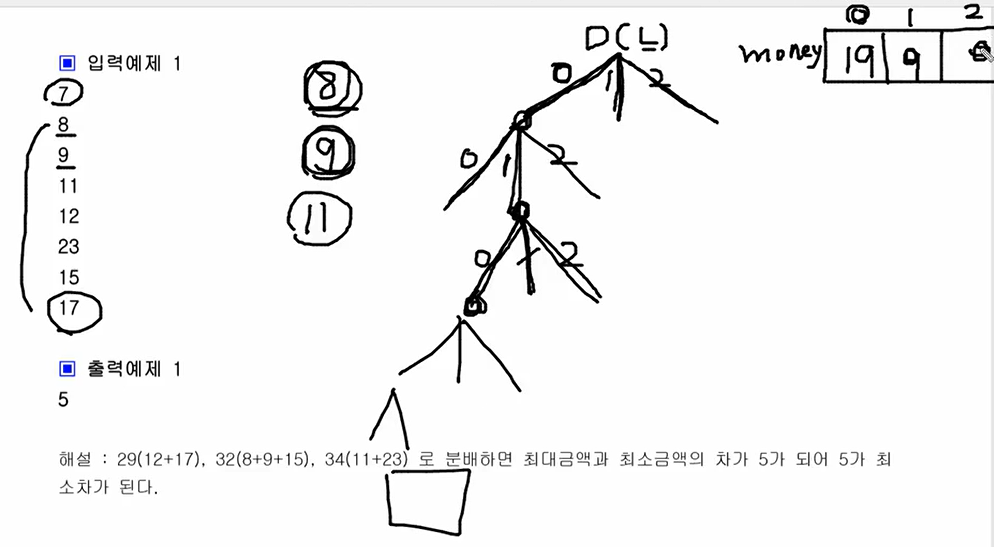 입력예제 1
7
8
9
11
12
23
15
17
출력예제 1
5
해설 : 29(12+17), 32(8+9+15), 34(11+23) 로 분배하면 최대금액과 최소금액의 차가 5가 되어 5가 최
소차가 된다.
8
9
11
D(L)
0 1 2
0 1 2
0 1 2
0 1 2
money 19 9